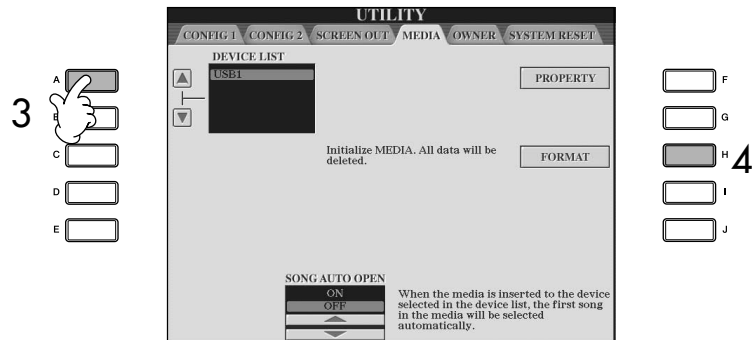 UTILITY
CONFIG 1 CONFIG 2 SCREEN OUT MEDIA OWNER SYSTEM RESET
DEVICE LIST
USB1
PROPERTY
Initialize MEDIA. All data will be
deleted.
FORMAT
SONG AUTO OPEN
ON
OFF
When the media is inserted to the device
selected in the device list, the first song
in the media will be selected
automatically.
3
A
B
C
D
E
F
G
H
I
J
4